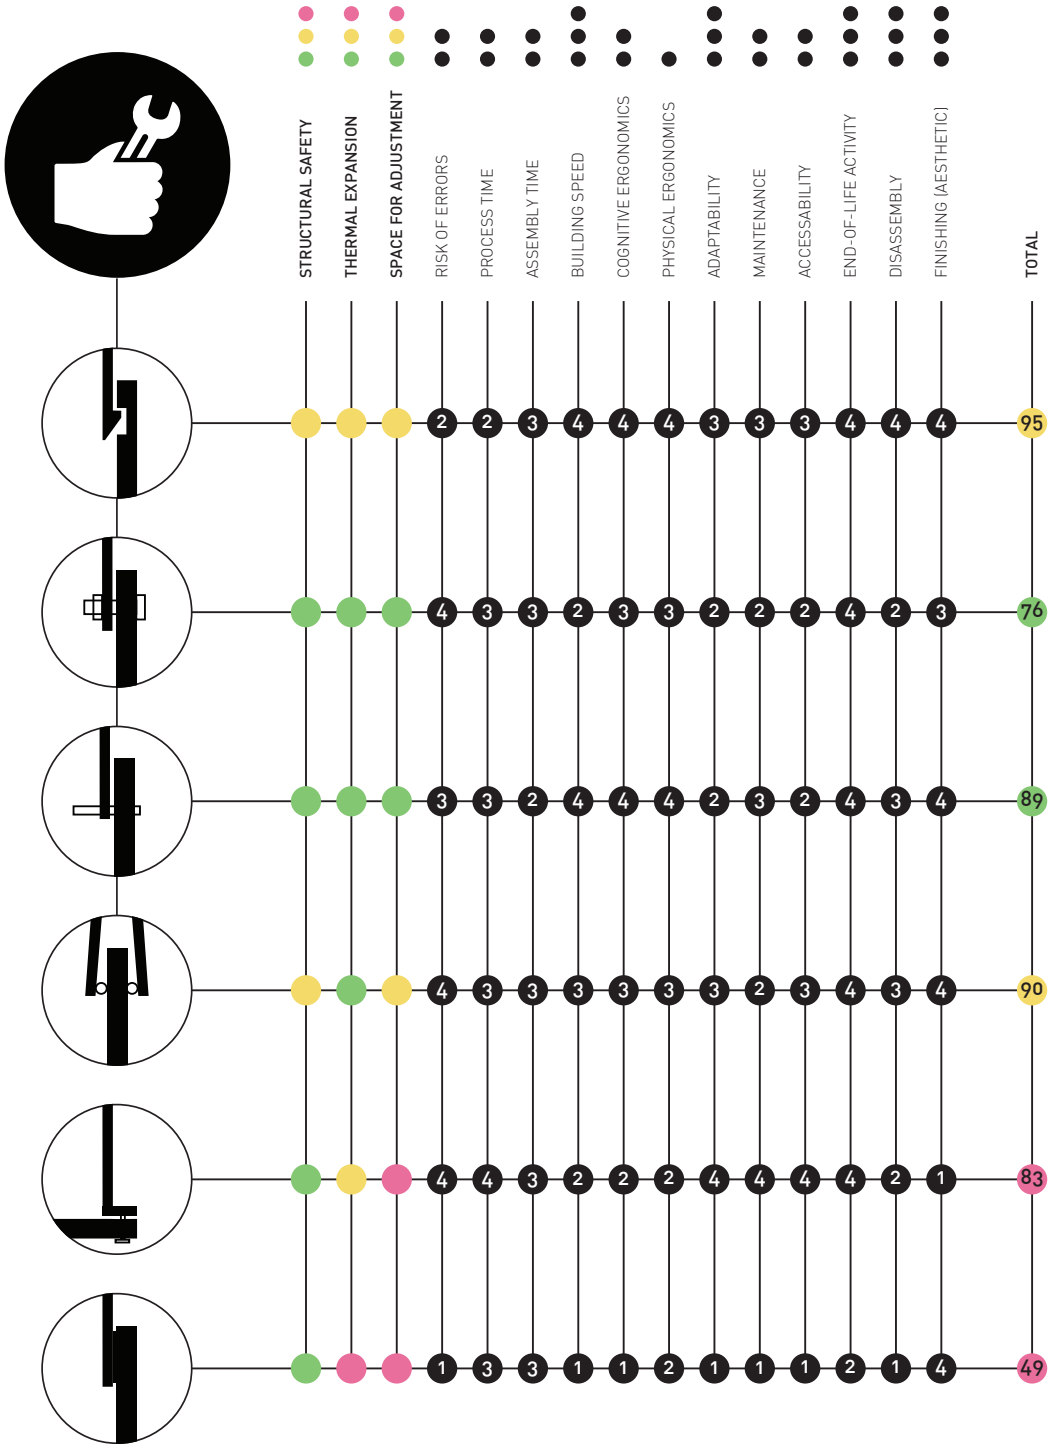 STRUCTURAL SAFETY
THERMAL EXPANSION
SPACE FOR ADJUSTMENT
RISK OF ERRORS
PROCESS TIME
ASSEMBLY TIME
BUILDING SPEED
COGNITIVE ERGONOMICS
PHYSICAL ERGONOMICS
ADAPTABILITY
MAINTENANCE
ACCESSABILITY
END-OF-LIFE ACTIVITY
DISASSEMBLY
FINISHING (AESTHETIC)
TOTAL
2 2 3 4 4 4 3 3 3 4 4 4 95
4 3 3 2 3 3 2 2 2 4 2 3 76
3 3 2 4 4 4 2 3 2 4 3 4 89
4 3 3 3 3 3 3 2 3 4 3 4 90
4 4 3 2 2 2 4 4 4 4 2 1 83
1 3 3 1 1 2 1 1 1 2 1 4 49